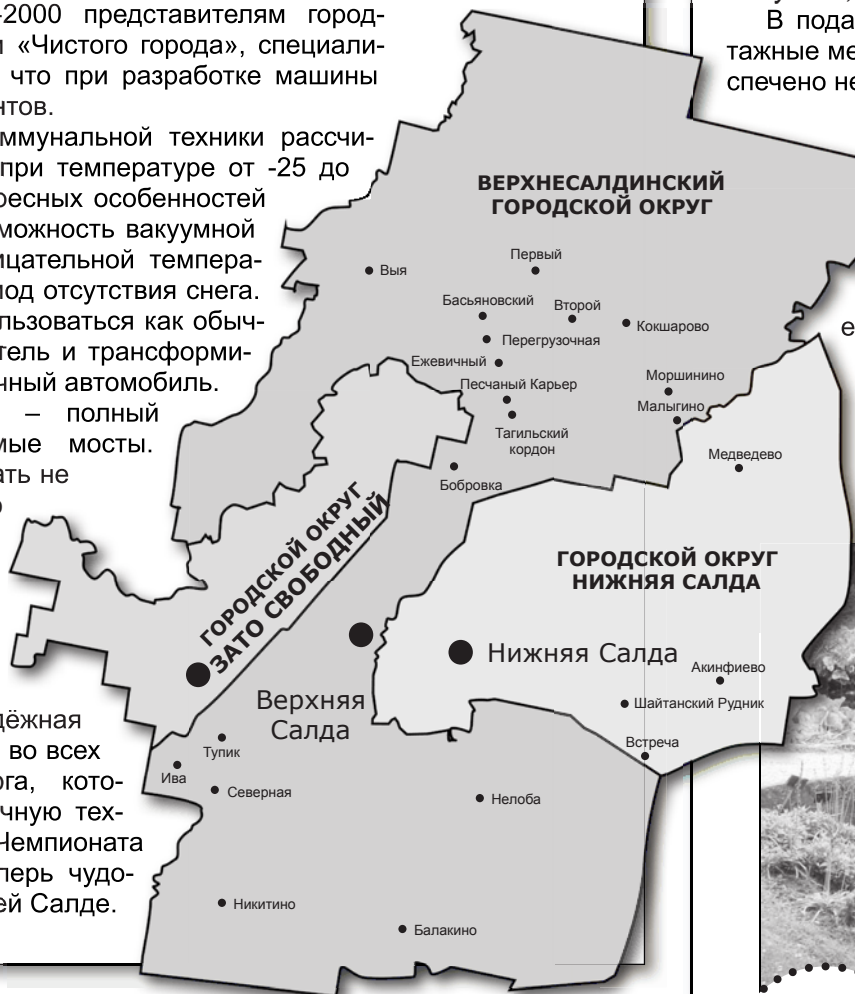 -2000 представителям город-
и «Чистого города», специали-
что при разработке машины
нтов.
ммунальной техники рассчи-
при температуре от -25 до
ресных особенностей
можность вакуумной
ицательной темпера-
иод отсутствия снега.
льзоваться как обыч-
тель и трансформи-
чный автомобиль.
– полный
мые мосты.
ать не
дёжная
во всех
ога, кото-
чную тех-
Чемпионата
перь чудо-
ей Салде.
В пода
тажные ме
спечено не
е
ВЕРХНЕСАЛДИНСКИЙ
ГОРОДСКОЙ ОКРУГ
Выя
Первый
Басьяновский
Второй
Кокшарово
Перегрузочная
Ежевичный
Песчаный Карьер
Моршинино
Малыгино
Тагильский
кордон
Медведево
Бобровка
ГОРОДСКОЙ ОКРУГ
ЗАТО СВОБОДНЫЙ
ГОРОДСКОЙ ОКРУГ
НИЖНЯЯ САЛДА
Нижняя Салда
Акинфиево
Шайтанский Рудник
Верхняя
Салда
Встреча
Тупик
Ива
Северная
Нелоба
Никитино
Балакино